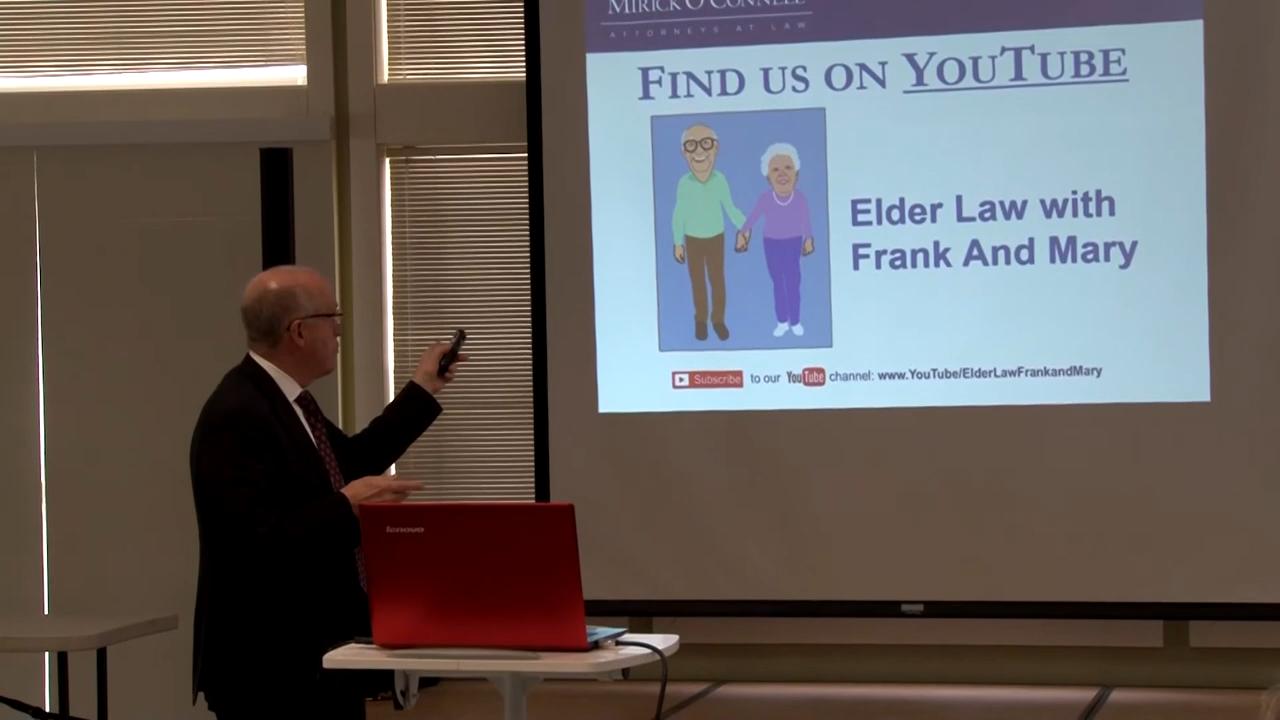 MIRICK O'CONNELL
ATTORNEYS AT LAW
FIND US ON YOUTUBE
Elder Law with
Frank And Mary
Subscribe to our YouTube channel: www.YouTube/ElderLawFrankandMary
lenovo